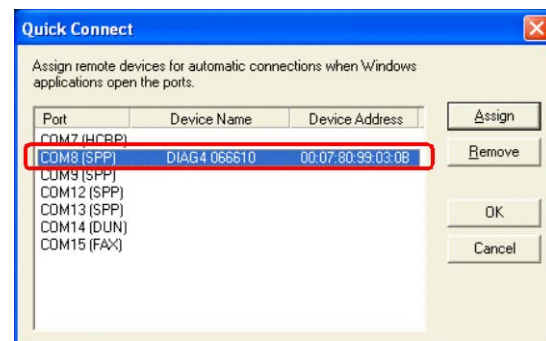 Quick Connect
Assign remote devices for automatic connections when Windows
applications open the ports.
Port Device Name Device Address
COM7 (HCRP)
COM8 (SPP) DIAG4 066610 00:07:80:99:03:0B
COM9 (SPP)
COM12 (SPP)
COM13 (SPP)
COM14 (DUN)
COM15 (FAX)
Assign
Remove
OK
Cancel